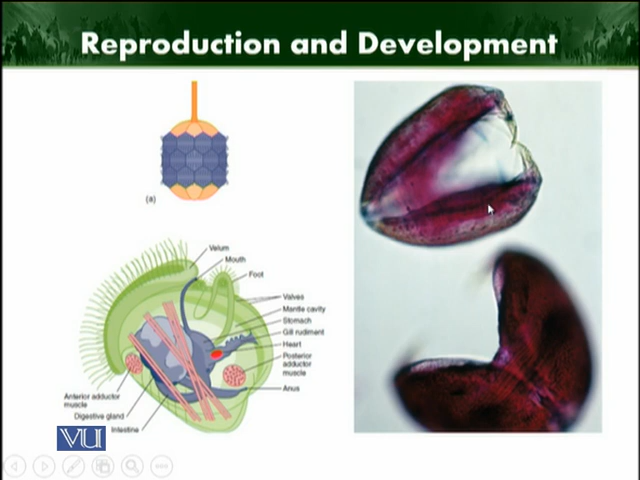 Reproduction and Development
(a)
Velum
Mouth
Foot
Valves
Mantle cavity
Stomach
Gill rudiment
Heart
Posterior
adductor
muscle
Anus
Anterior adductor
muscle
Digestive gland
Intestine
VU